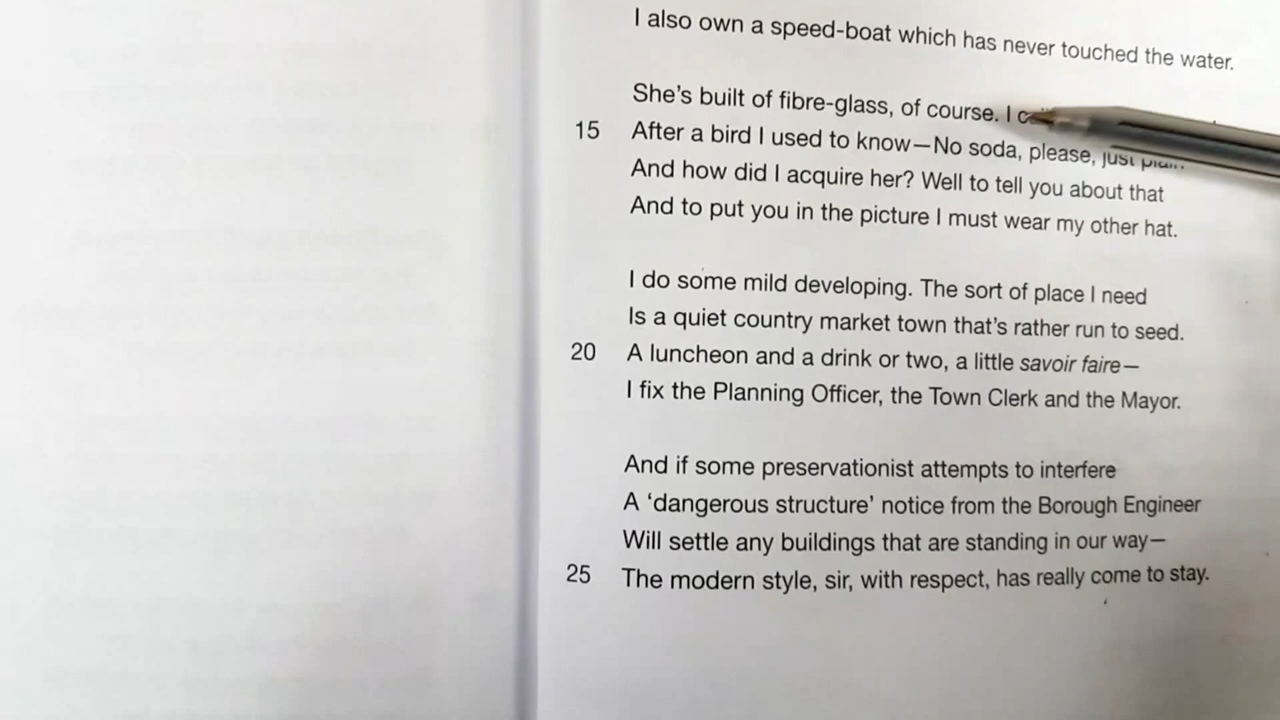 I also own a speed-boat which has never touched the water.
She's built of fibre-glass, of course. I
15 After a bird I used to know—No soda, please, just
And how did I acquire her? Well to tell you about that
And to put you in the picture I must wear my other hat.
I do some mild developing. The sort of place I need
Is a quiet country market town that's rather run to seed.
20 A luncheon and a drink or two, a little savoir faire—
I fix the Planning Officer, the Town Clerk and the Mayor.
And if some preservationist attempts to interfere
A ‘dangerous structure’ notice from the Borough Engineer
Will settle any buildings that are standing in our way—
25 The modern style, sir, with respect, has really come to stay.